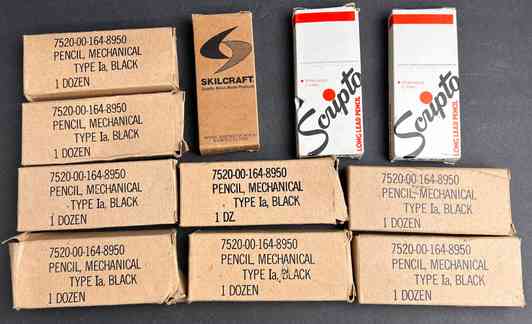 7520-00-164-8950
PENCIL, MECHANICAL
TYPE Ia, BLACK
1 DOZEN
7520-00-164-8950
PENCIL, MECHANICAL
TYPE Ia, BLACK
1 DOZEN
SKILCRAFT
Scripto
LONG LEAD PENCIL
Scripto
LONG LEAD PENCIL
7520-00-164-8950
PENCIL, MECHANICAL
TYPE Ia, BLACK
1 DOZEN
7520-00-164-8950
PENCIL, MECHANICAL
TYPE Ia, BLACK
1 DZ.
7520-00-164-8950
PENCIL, MECHANICAL
TYPE Ia, BLACK
1 DOZEN
7520-00-164-8950
PENCIL, MECHANICAL
TYPE Ia, BLACK
1 DOZEN
7520-00-164-8950
PENCIL, MECHANICAL
TYPE Ia, BLACK
1 DOZEN
7520-00-164-8950
PENCIL, MECHANICAL
TYPE Ia, BLACK
1 DOZEN